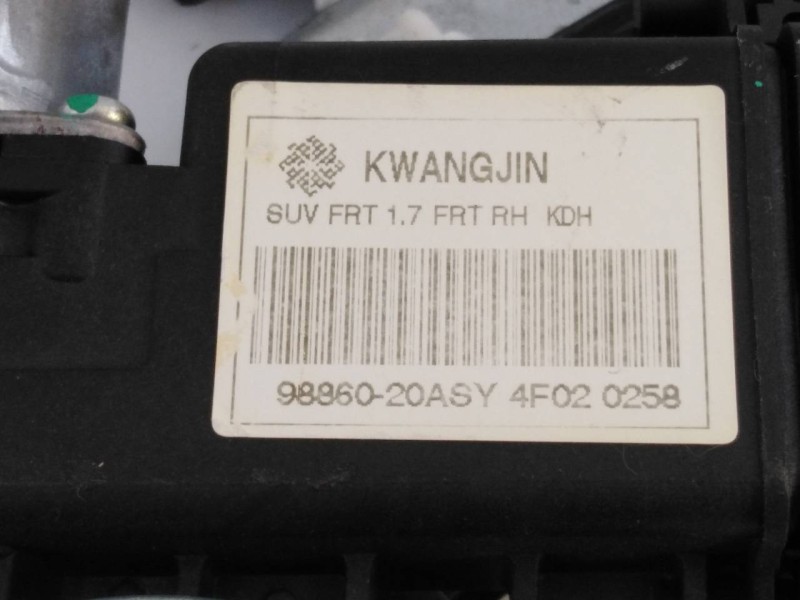 KWANGJIN
SUV FRT 1.7 FRT RH KDH
98860-20ASY 4F02 0258